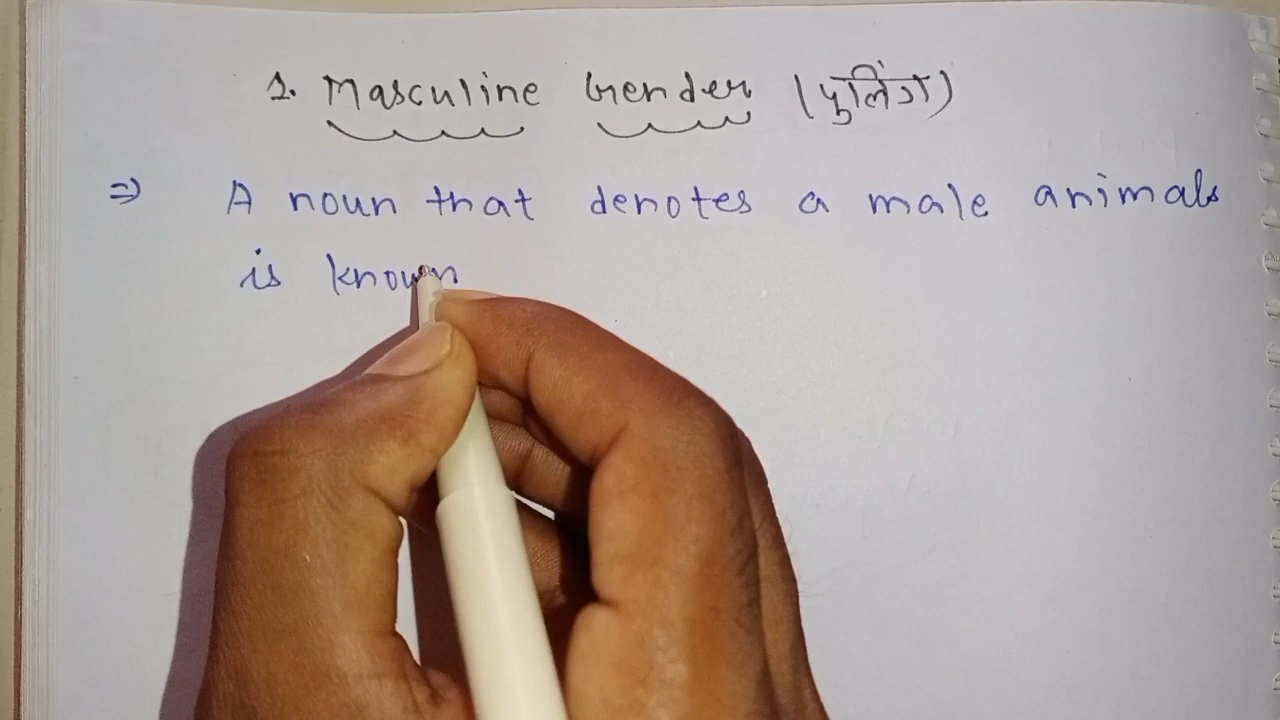 1. Masculine Gender (पुलिंग)
⇒ A noun that denotes a male animals
is known